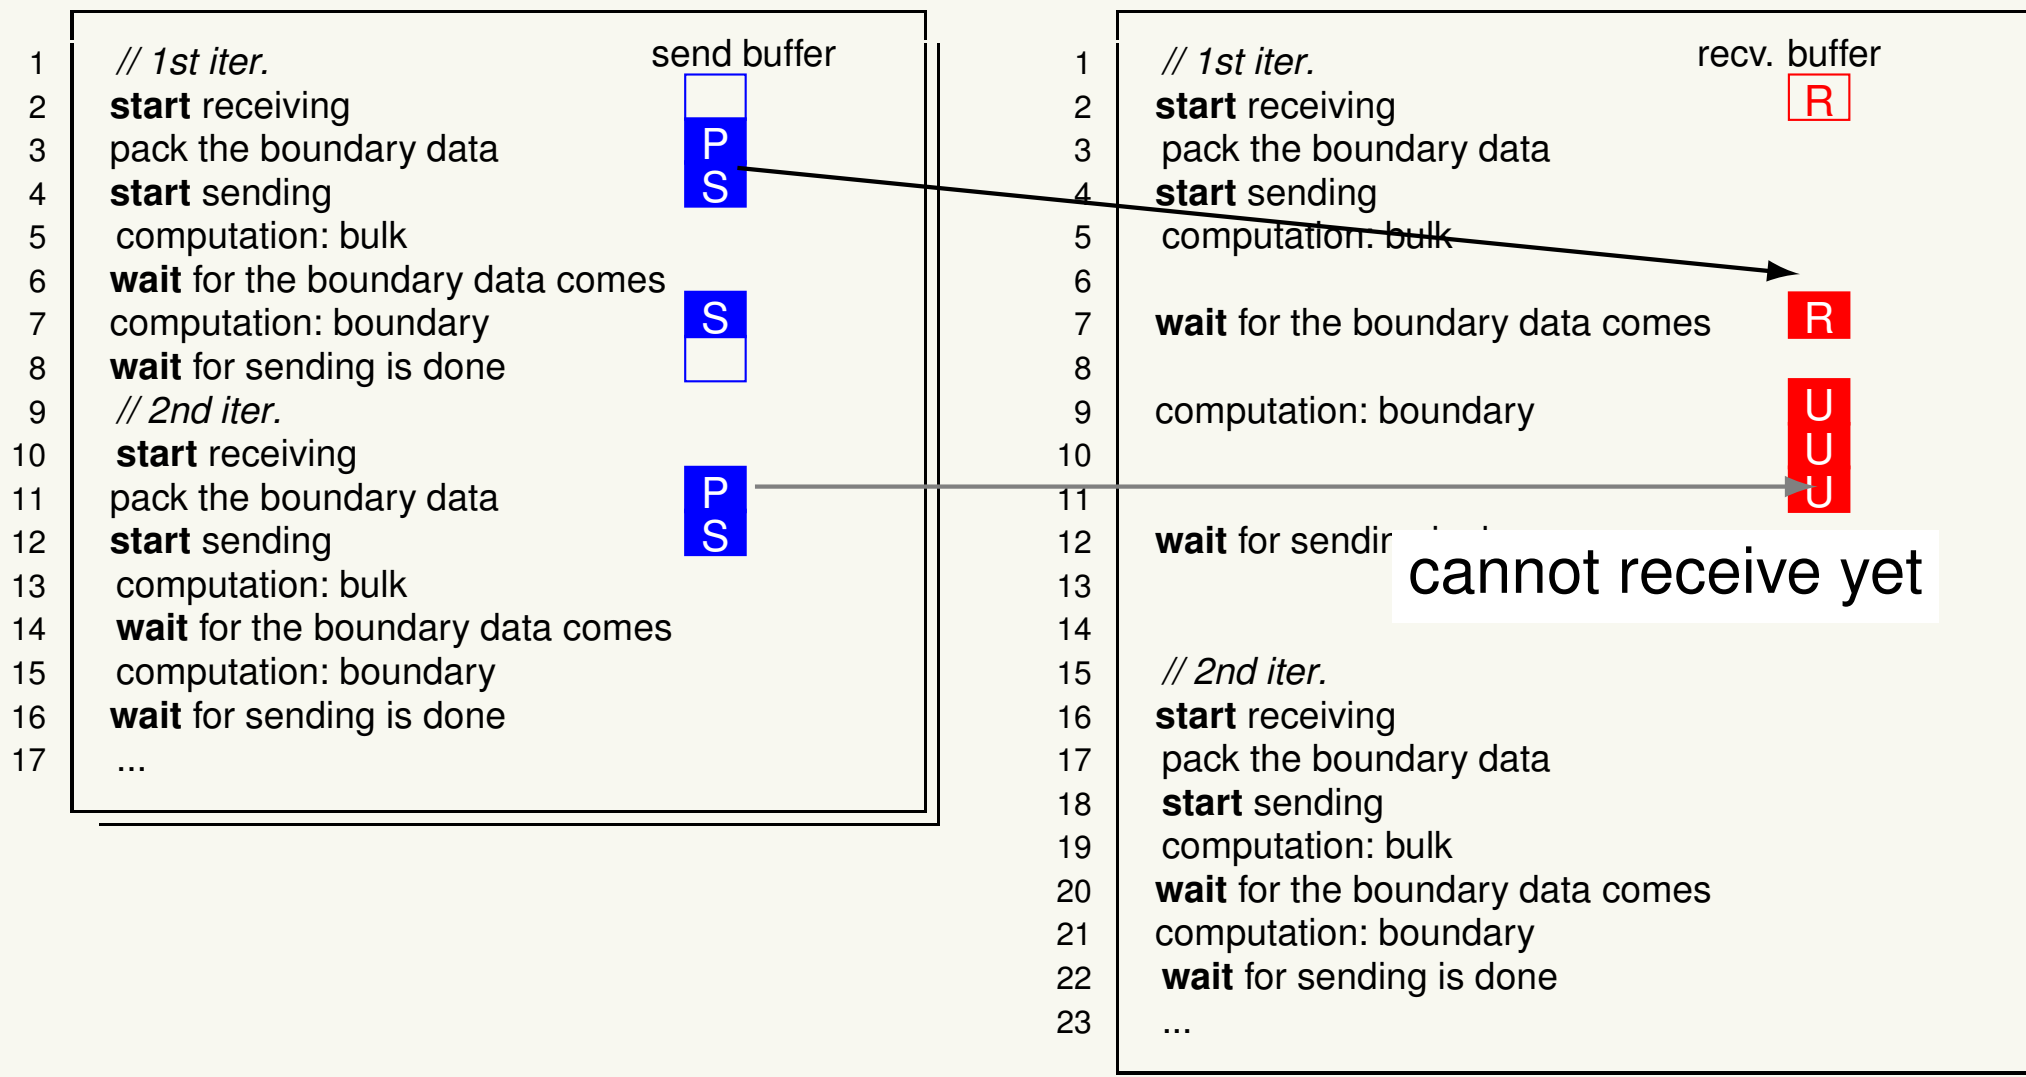 send buffer
1 // 1st iter.
2 start receiving
3 pack the boundary data P
4 start sending S
5 computation: bulk
6 wait for the boundary data comes
7 computation: boundary S
8 wait for sending is done
9 // 2nd iter.
10 start receiving
11 pack the boundary data P
12 start sending S
13 computation: bulk
14 wait for the boundary data comes
15 computation: boundary
16 wait for sending is done
17 ...
recv. buffer
1 // 1st iter.
2 start receiving R
3 pack the boundary data
4 start sending
5 computation: bulk
6
7 wait for the boundary data comes R
8
9 computation: boundary U
10 U
11 U
12 wait for
cannot receive yet
13
14
15 // 2nd iter.
16 start receiving
17 pack the boundary data
18 start sending
19 computation: bulk
20 wait for the boundary data comes
21 computation: boundary
22 wait for sending is done
23 ...